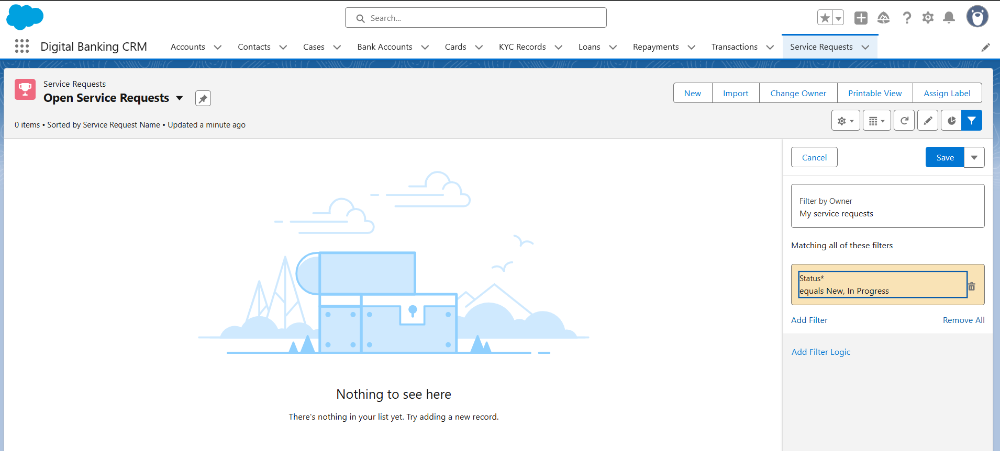 Search...
Digital Banking CRM
Accounts
Contacts
Cases
Bank Accounts
Cards
KYC Records
Loans
Repayments
Transactions
Service Requests
Service Requests
Open Service Requests
New
Import
Change Owner
Printable View
Assign Label
0 items • Sorted by Service Request Name • Updated a minute ago
Cancel
Save
Filter by Owner
My service requests
Matching all of these filters
Status*
equals New, In Progress
Add Filter
Remove All
Add Filter Logic
Nothing to see here
There's nothing in your list yet. Try adding a new record.